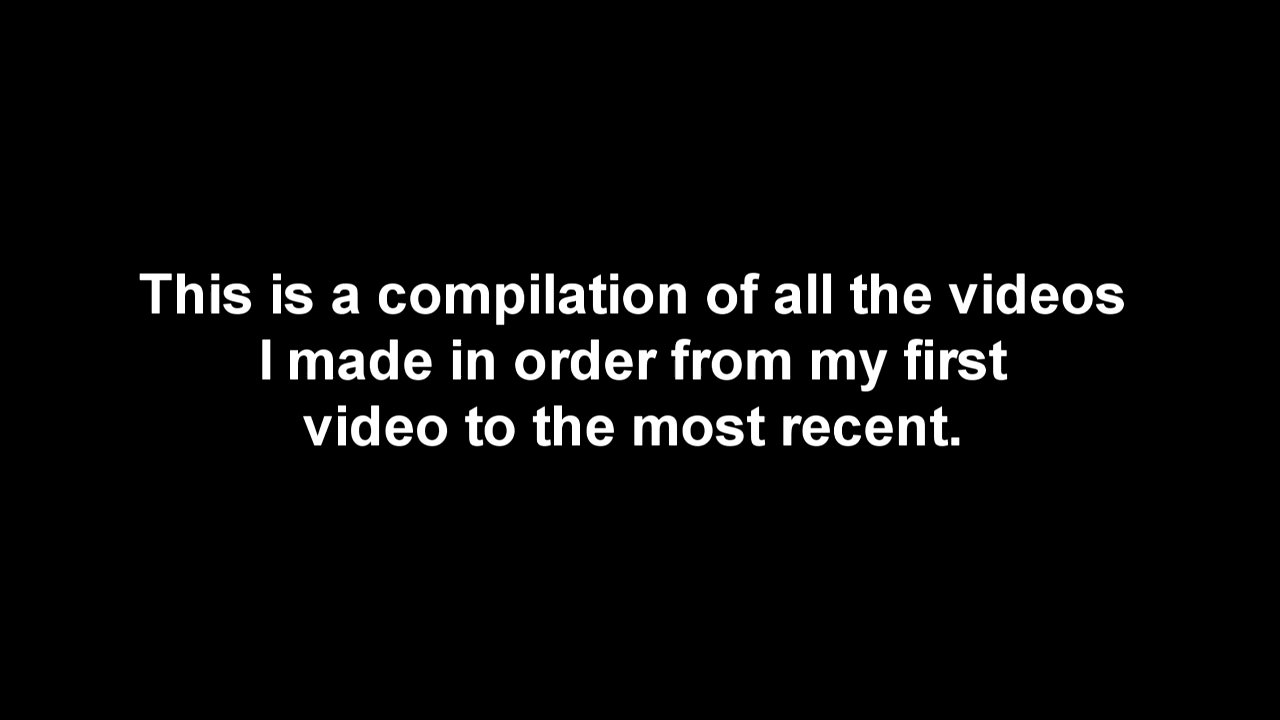 This is a compilation of all the videos
I made in order from my first
video to the most recent.